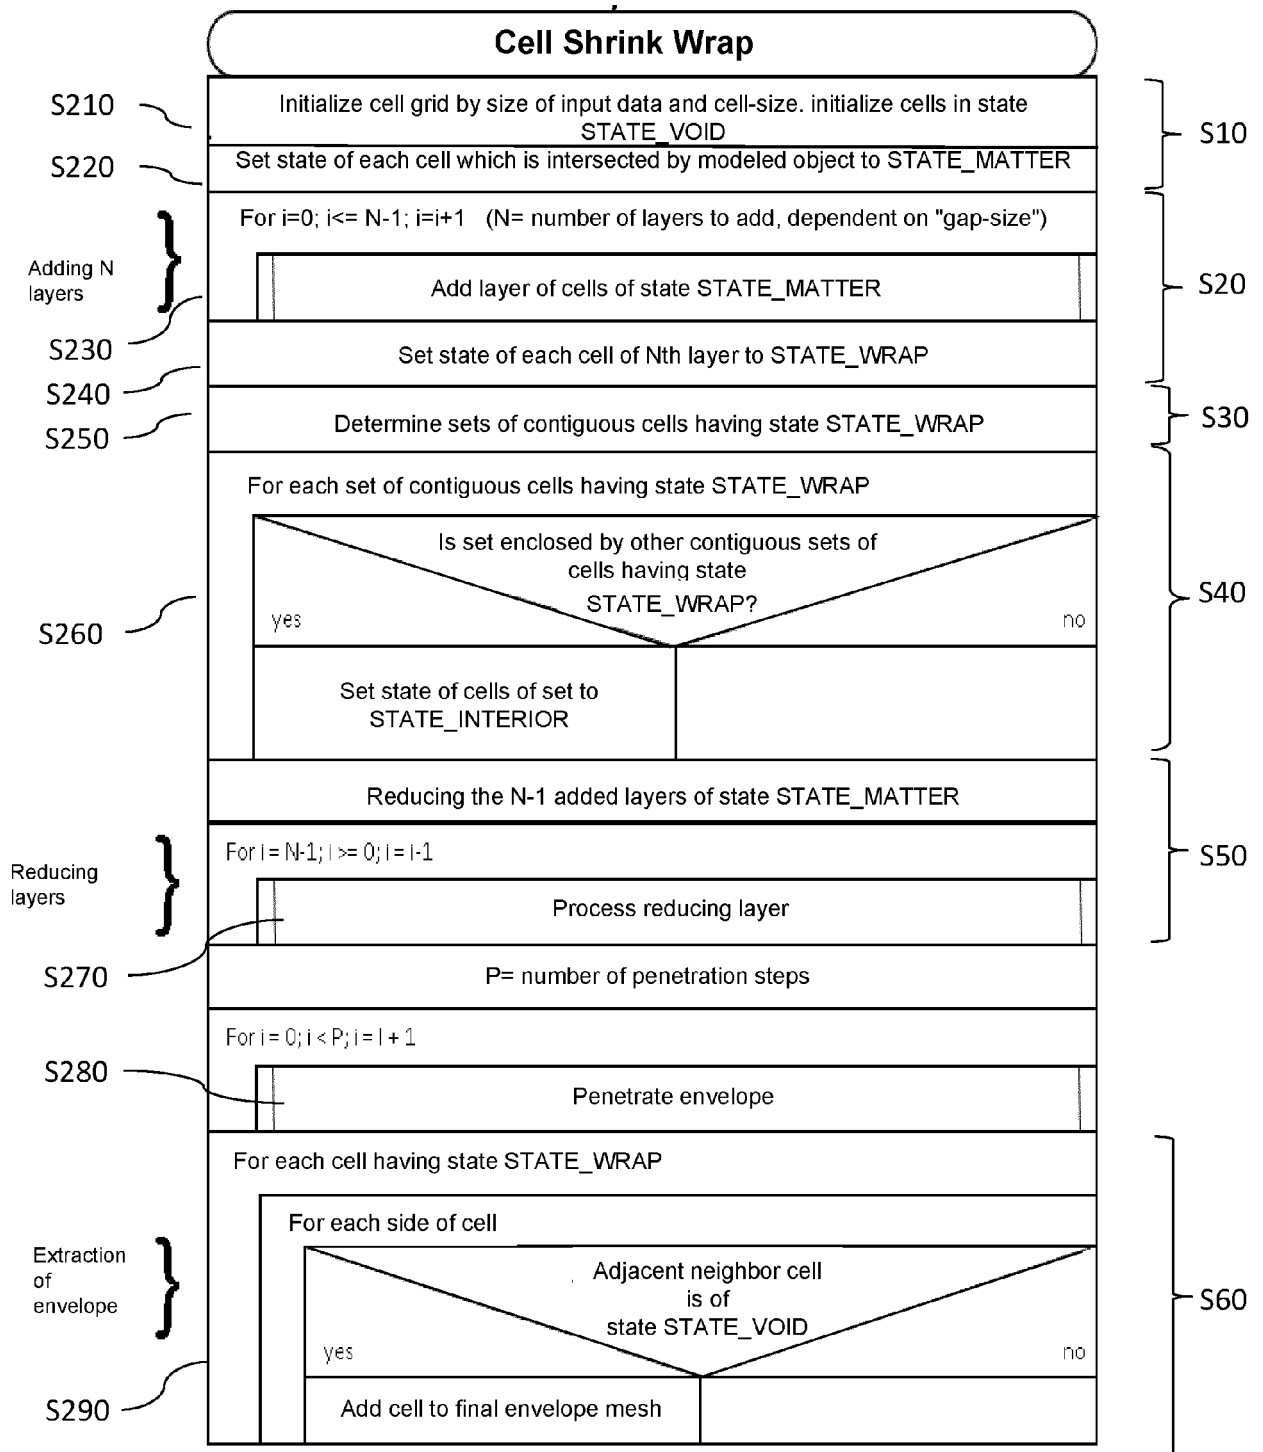 Cell Shrink Wrap
S210
Initialize cell grid by size of input data and cell-size. initialize cells in state
STATE_VOID
S10
S220
Set state of each cell which is intersected by modeled object to STATE_MATTER
For i=0; i<= N-1; i=i+1 (N= number of layers to add, dependent on "gap-size")
Adding N
layers
S20
Add layer of cells of state STATE_MATTER
S230
Set state of each cell of Nth layer to STATE_WRAP
S240
S250
Determine sets of contiguous cells having state STATE_WRAP
S30
For each set of contiguous cells having state STATE_WRAP
Is set enclosed by other contiguous sets of
cells having state
STATE_WRAP?
S40
yes
no
S260
Set state of cells of set to
STATE_INTERIOR
Reducing the N-1 added layers of state STATE_MATTER
For i = N-1; i >= 0; i = i-1
S50
Reducing
layers
Process reducing layer
S270
P= number of penetration steps
For i = 0; i < P; i = I + 1
S280
Penetrate envelope
For each cell having state STATE_WRAP
For each side of cell
Extraction
of
envelope
Adjacent neighbor cell
is of
state STATE_VOID
S60
yes
no
S290
Add cell to final envelope mesh